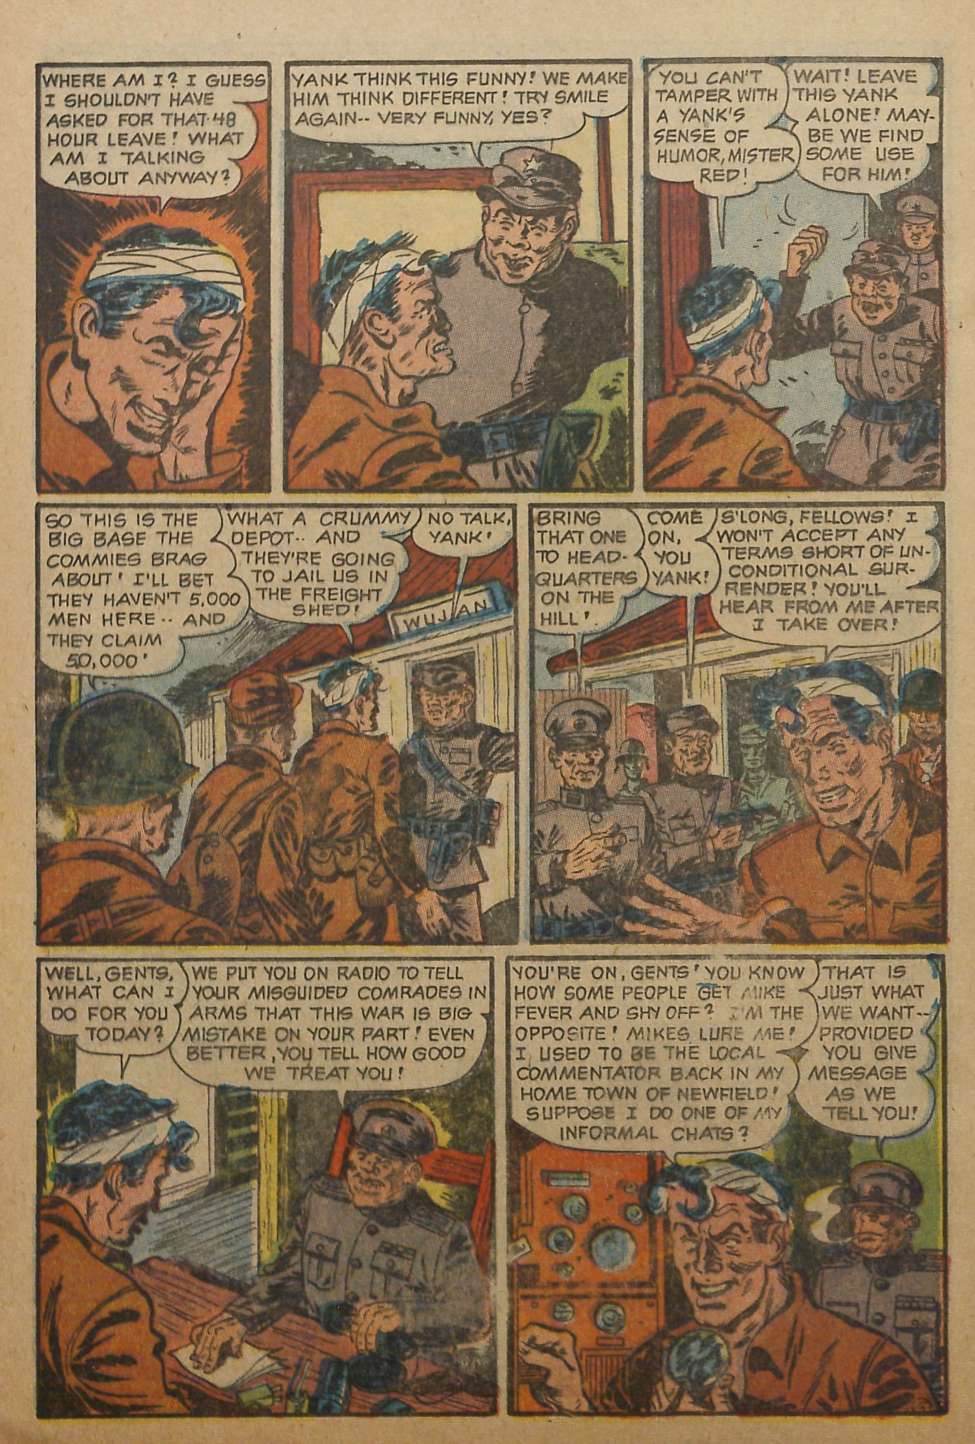 WHERE AM I? I GUESS
I SHOULDN'T HAVE
ASKED FOR THAT 48
HOUR LEAVE! WHAT
AM I TALKING
ABOUT ANYWAY?
YANK THINK THIS FUNNY! WE MAKE
HIM THINK DIFFERENT! TRY SMILE
AGAIN-- VERY FUNNY, YES?
YOU CAN'T
TAMPER WITH
A YANK'S
SENSE OF
HUMOR, MISTER
RED!
WAIT! LEAVE
THIS YANK
ALONE! MAY-
BE WE FIND
SOME USE
FOR HIM!
SO THIS IS THE
BIG BASE THE
COMMIES BRAG
ABOUT! I'LL BET
THEY HAVEN'T 5,000
MEN HERE-- AND
THEY CLAIM
50,000!
WHAT A CRUMMY
DEPOT-- AND
THEY'RE GOING
TO JAIL US IN
THE FREIGHT
SHED!
NO TALK,
YANK!
WUJAN
BRING
THAT ONE
TO HEAD-
QUARTERS
ON THE
HILL!
COME
ON,
YOU
YANK!
S'LONG, FELLOWS! I
WON'T ACCEPT ANY
TERMS SHORT OF UN-
CONDITIONAL SUR-
RENDER! YOU'LL
HEAR FROM ME AFTER
I TAKE OVER!
WELL, GENTS,
WHAT CAN I
DO FOR YOU
TODAY?
WE PUT YOU ON RADIO TO TELL
YOUR MISGUIDED COMRADES IN
ARMS THAT THIS WAR IS BIG
MISTAKE ON YOUR PART! EVEN
BETTER, YOU TELL HOW GOOD
WE TREAT YOU!
YOU'RE ON, GENTS! YOU KNOW
HOW SOME PEOPLE GET MIKE
FEVER AND SHY OFF? I'M THE
OPPOSITE! MIKES LURE ME!
I USED TO BE THE LOCAL
COMMENTATOR BACK IN MY
HOME TOWN OF NEWFIELD!
SUPPOSE I DO ONE OF MY
INFORMAL CHATS?
THAT IS
JUST WHAT
WE WANT--
PROVIDED
YOU GIVE
MESSAGE
AS WE
TELL YOU!